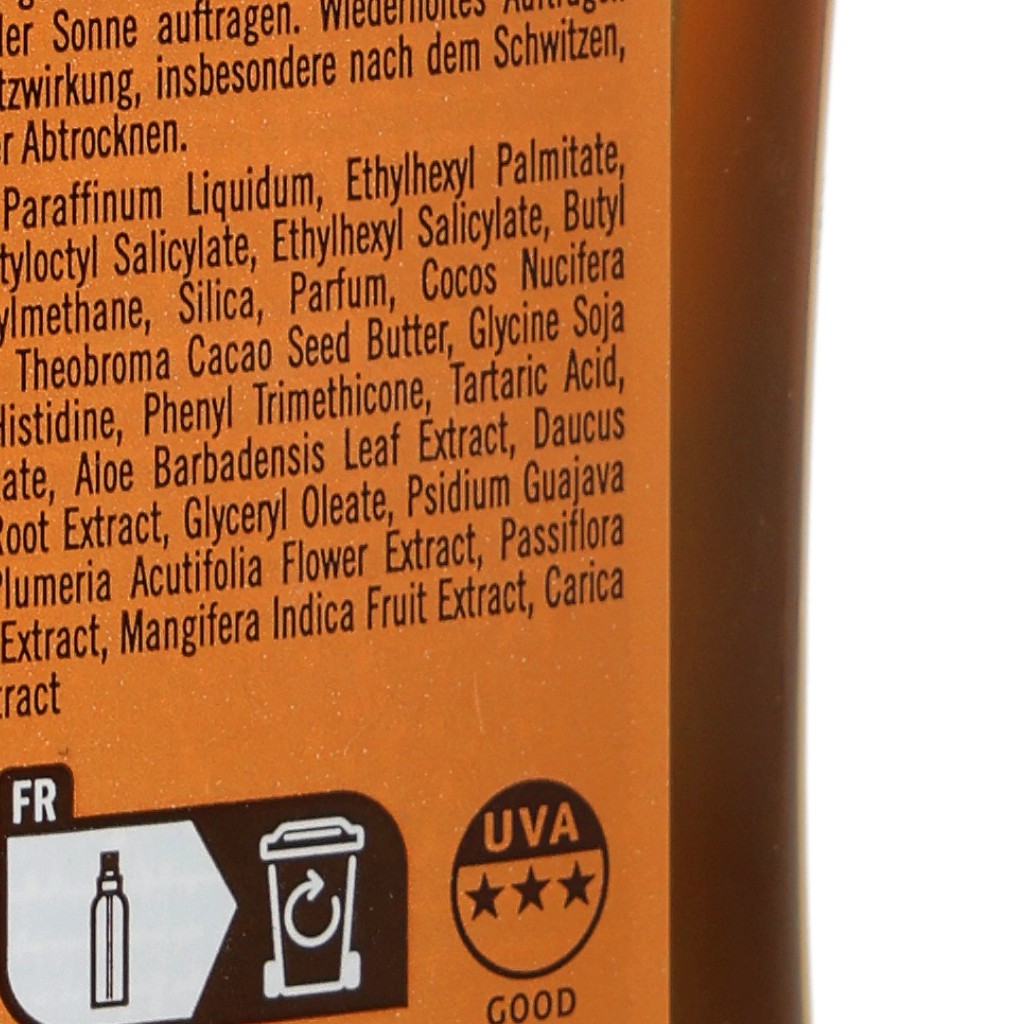 der Sonne auftragen. Wiederholtes Auftragen
tzwirkung, insbesondere nach dem Schwitzen,
r Abtrocknen.
Paraffinum Liquidum, Ethylhexyl Palmitate,
tyloctyl Salicylate, Ethylhexyl Salicylate, Butyl
ylmethane, Silica, Parfum, Cocos Nucifera
Theobroma Cacao Seed Butter, Glycine Soja
Histidine, Phenyl Trimethicone, Tartaric Acid,
ate, Aloe Barbadensis Leaf Extract, Daucus
Root Extract, Glyceryl Oleate, Psidium Guajava
Plumeria Acutifolia Flower Extract, Passiflora
Extract, Mangifera Indica Fruit Extract, Carica
tract
FR
UVA
GOOD